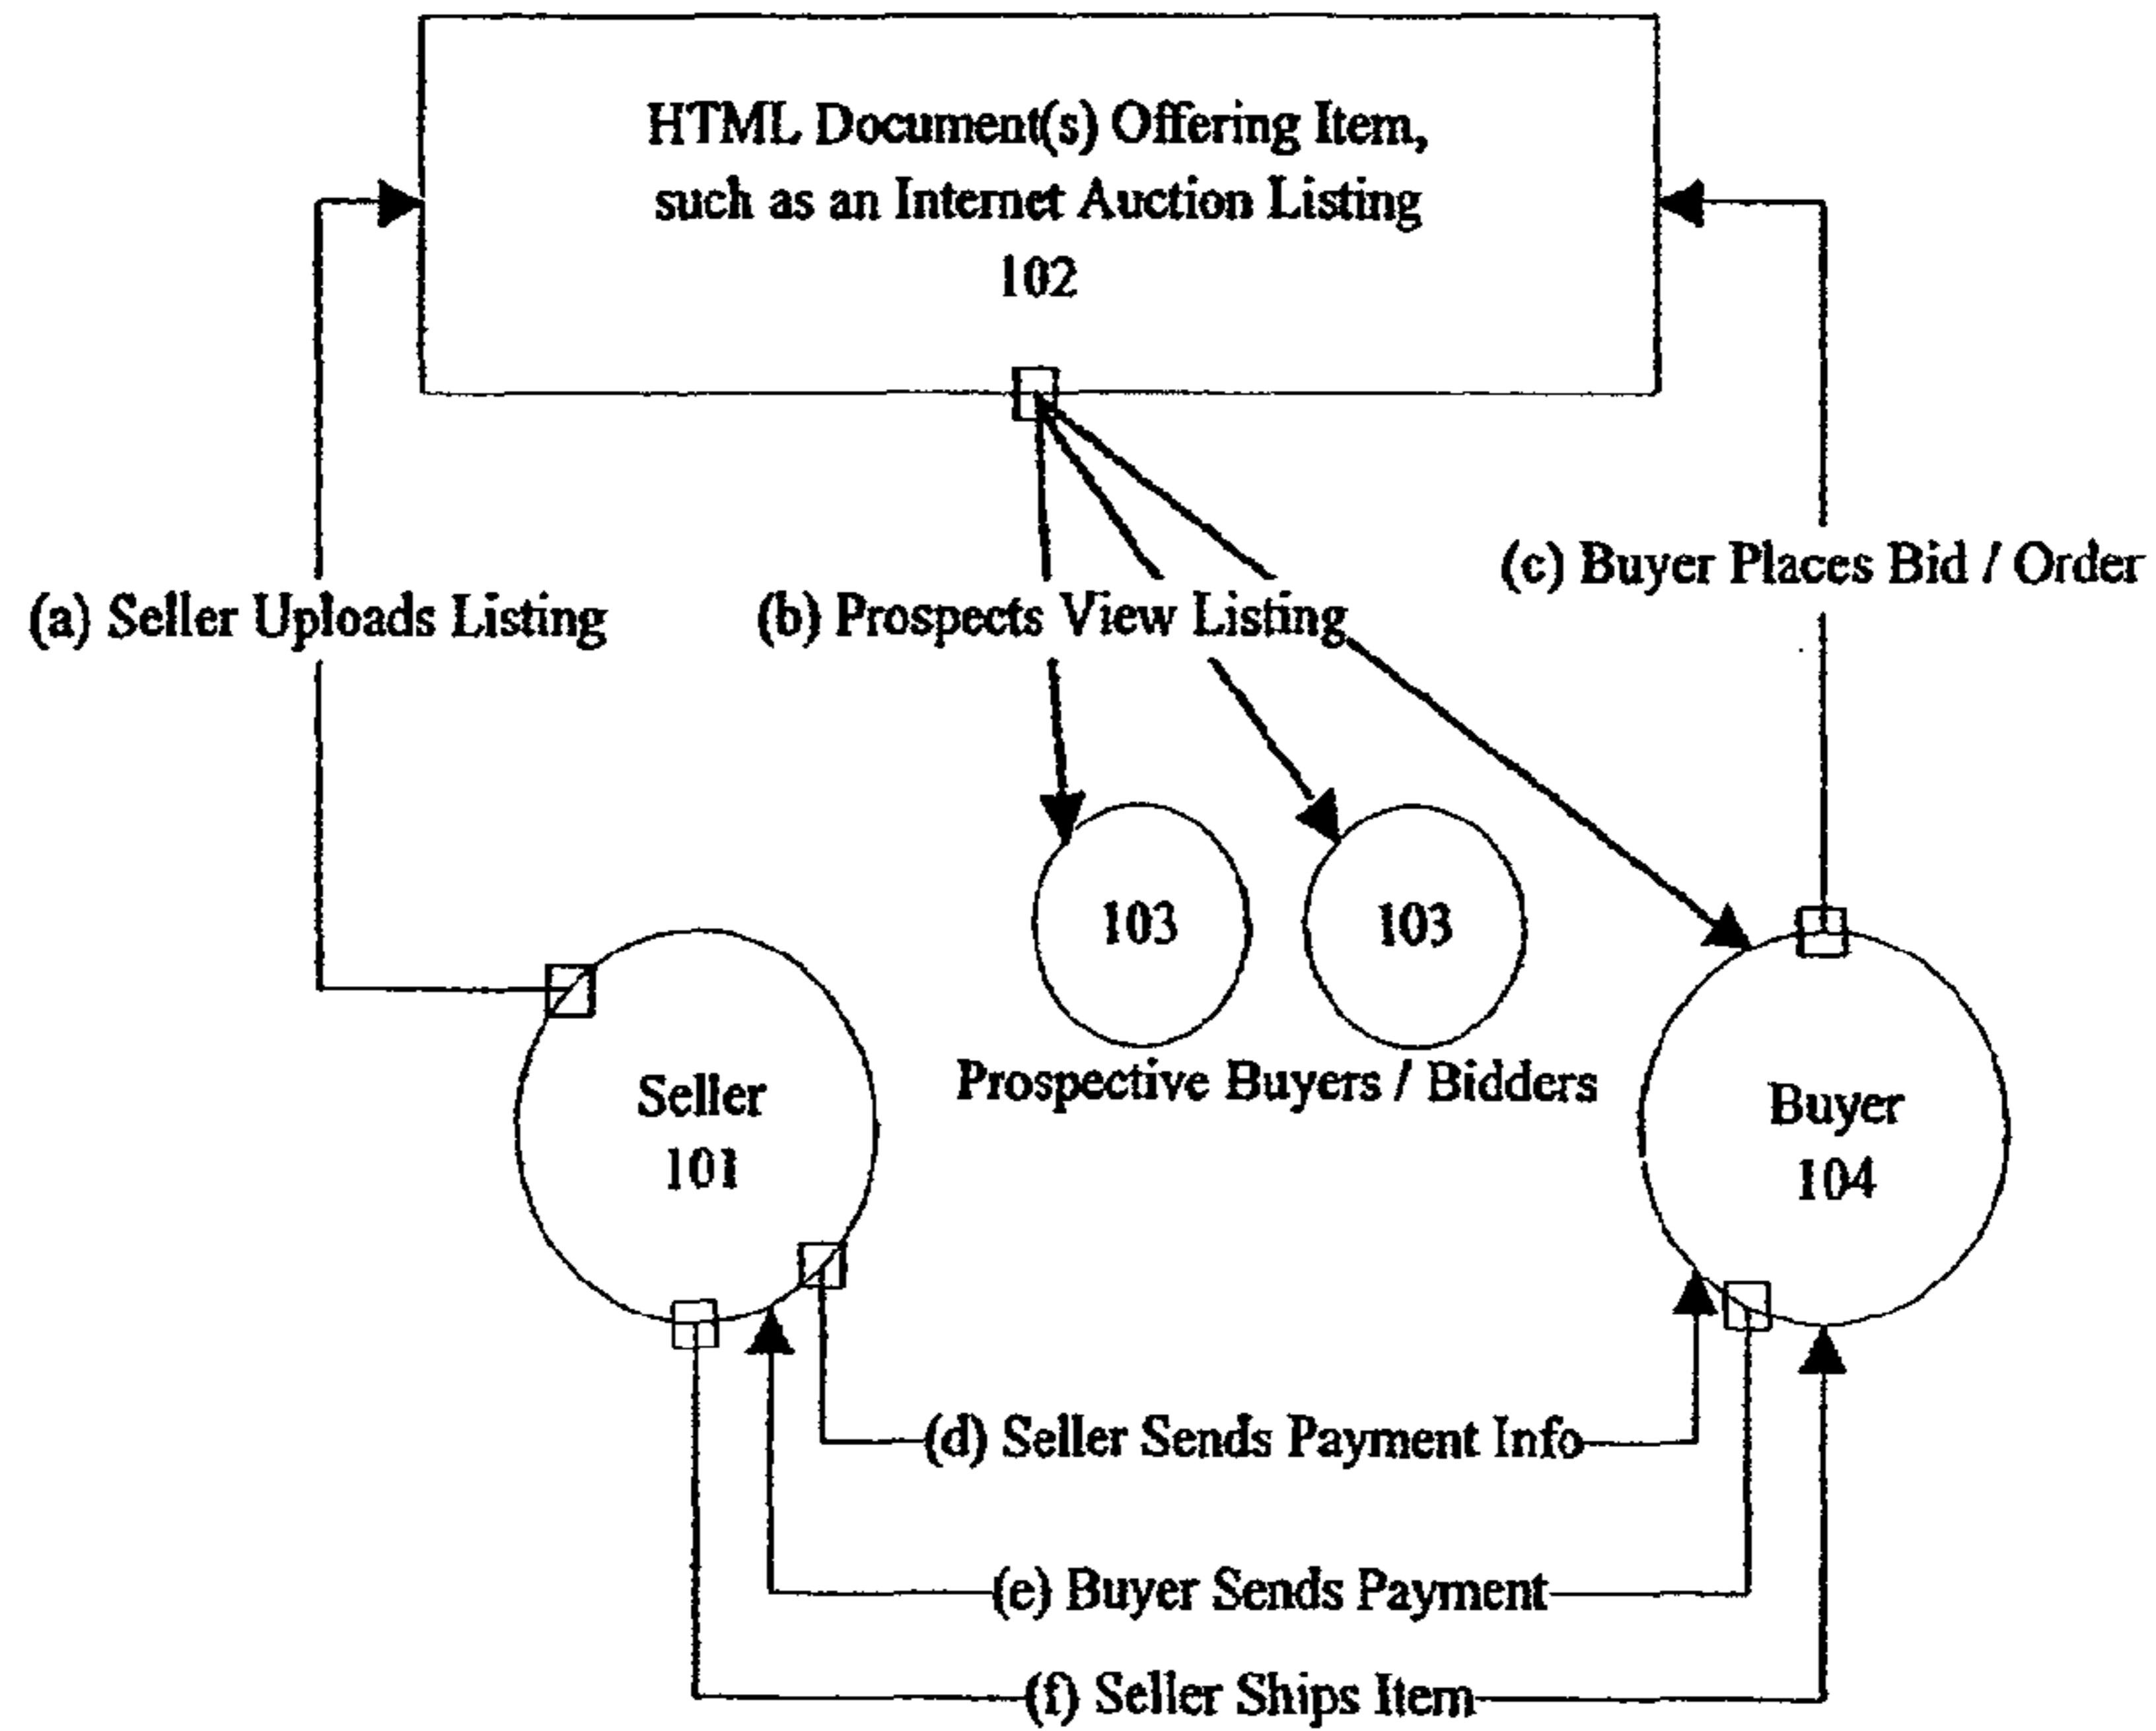 HTML Document(s) Offering Item,
such as an Internet Auction Listing
102
(c) Buyer Places Bid / Order
(a) Seller Uploads Listing
(b) Prospects View Listing
103
103
Prospective Buyers / Bidders
Seller
101
Buyer
104
(d) Seller Sends Payment Info
(e) Buyer Sends Payment
(f) Seller Ships Item